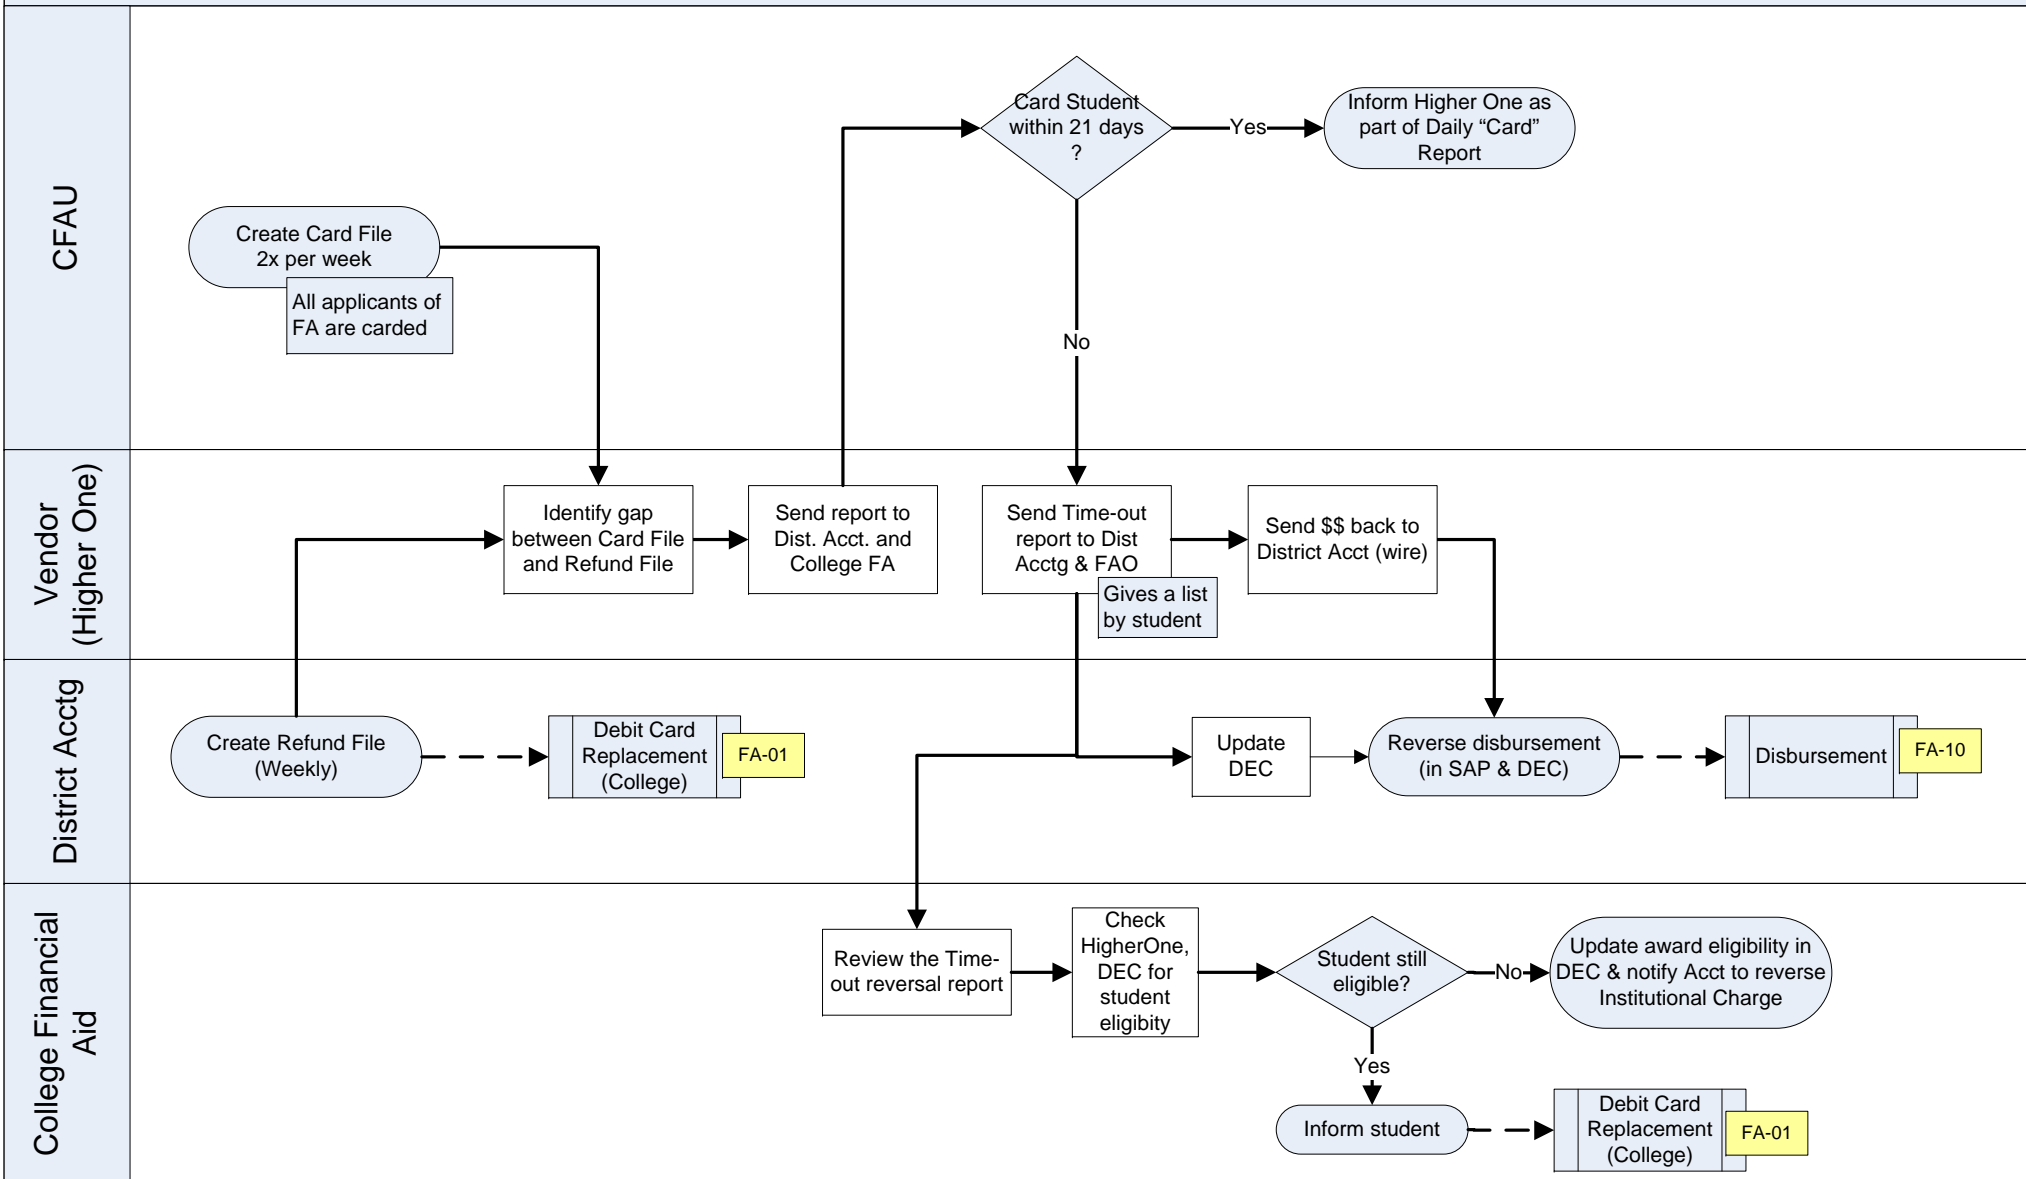 CFAU
Create Card File
2x per week
All applicants of
FA are carded
Card Student
within 21 days
?
Yes
Inform Higher One as
part of Daily “Card”
Report
No
Vendor
(Higher One)
Identify gap
between Card File
and Refund File
Send report to
Dist. Acct. and
College FA
Send Time-out
report to Dist
Acctg & FAO
Gives a list
by student
Send $$ back to
District Acct (wire)
District Acctg
Create Refund File
(Weekly)
Debit Card
Replacement
(College)
FA-01
Update
DEC
Reverse disbursement
(in SAP & DEC)
Disbursement
FA-10
College Financial
Aid
Review the Time-
out reversal report
Check
HigherOne,
DEC for
student
eligibity
Student still
eligible?
No
Update award eligibility in
DEC & notify Acct to reverse
Institutional Charge
Yes
Inform student
Debit Card
Replacement
(College)
FA-01